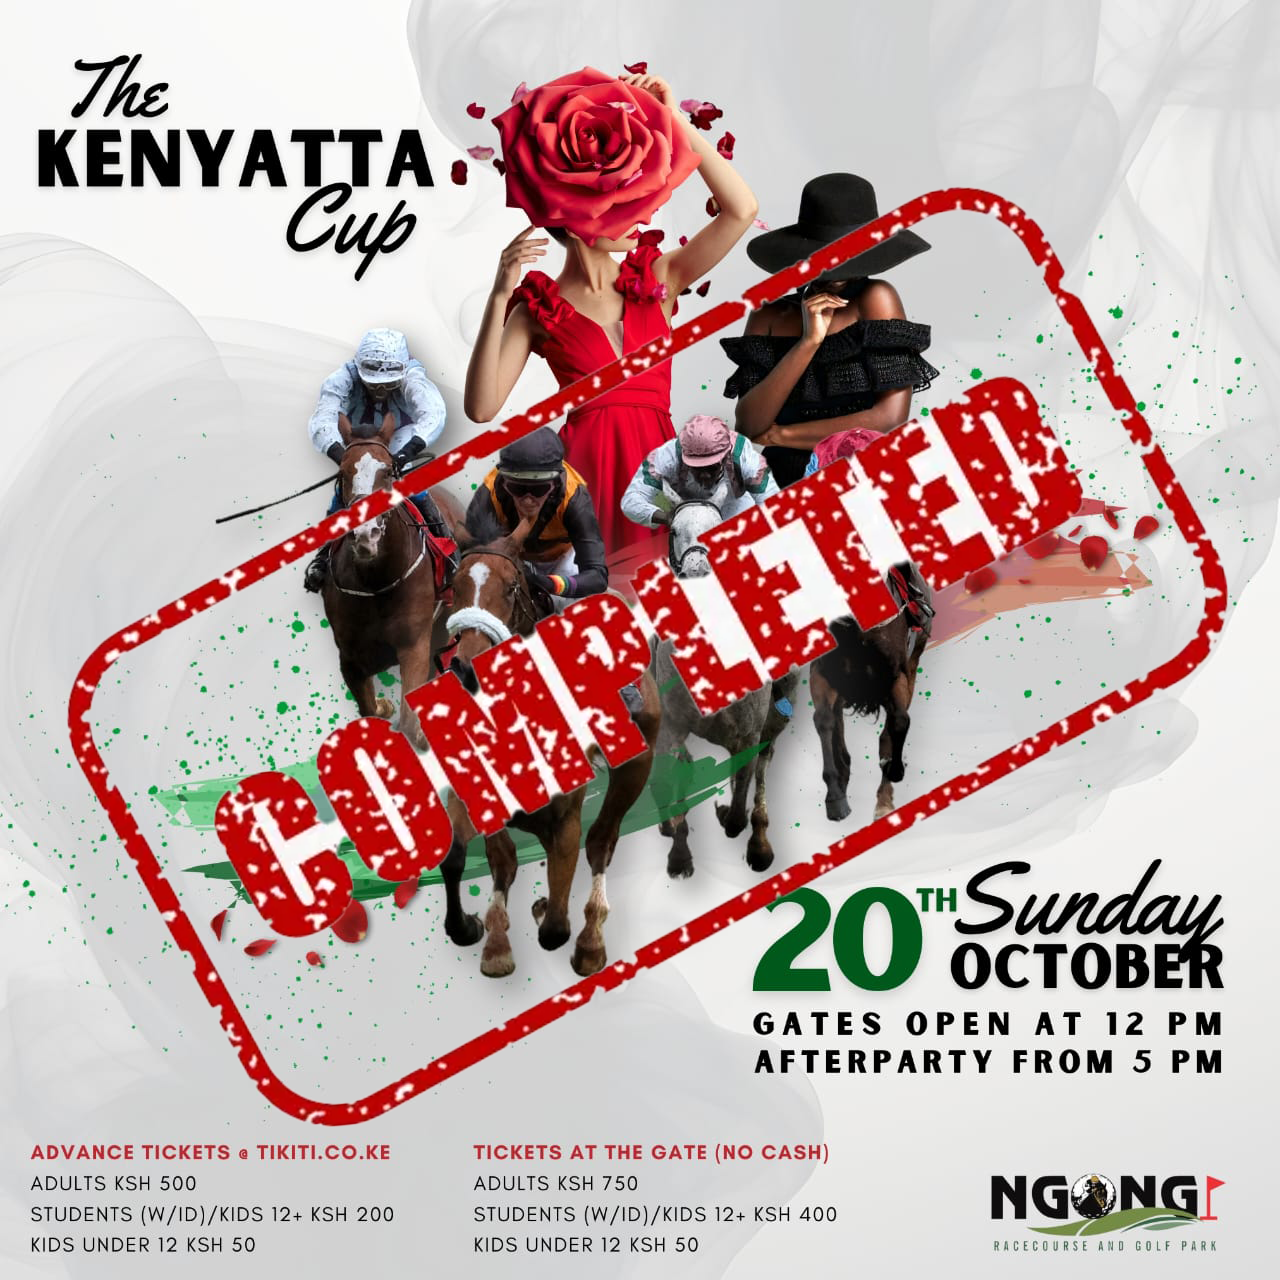 The
KENYATTA
Cup
COMPLETED
20TH Sunday
OCTOBER
GATES OPEN AT 12 PM
AFTERPARTY FROM 5 PM
ADVANCE TICKETS @ TIKITI.CO.KE
ADULTS KSH 500
STUDENTS (W/ID)/KIDS 12+ KSH 200
KIDS UNDER 12 KSH 50
TICKETS AT THE GATE (NO CASH)
ADULTS KSH 750
STUDENTS (W/ID)/KIDS 12+ KSH 400
KIDS UNDER 12 KSH 50
NGONG
RACECOURSE AND GOLF PARK